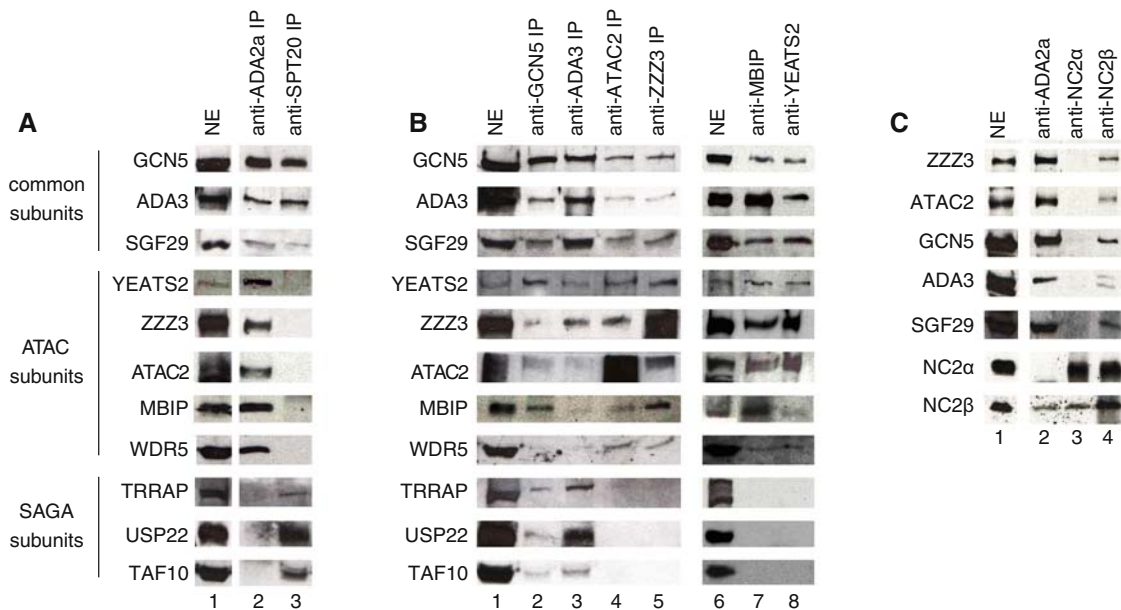 A
NE
anti-ADA2a IP
anti-SPT20 IP
common
subunits
GCN5
ADA3
SGF29
ATAC
subunits
YEATS2
ZZZ3
ATAC2
MBIP
WDR5
SAGA
subunits
TRRAP
USP22
TAF10
1 2 3
B
NE
anti-GCN5 IP
anti-ADA3 IP
anti-ATAC2 IP
anti-ZZZ3 IP
NE
anti-MBIP
anti-YEATS2
GCN5
ADA3
SGF29
YEATS2
ZZZ3
ATAC2
MBIP
WDR5
TRRAP
USP22
TAF10
1 2 3 4 5 6 7 8
C
NE
anti-ADA2a
anti-NC2α
anti-NC2β
ZZZ3
ATAC2
GCN5
ADA3
SGF29
NC2α
NC2β
1 2 3 4